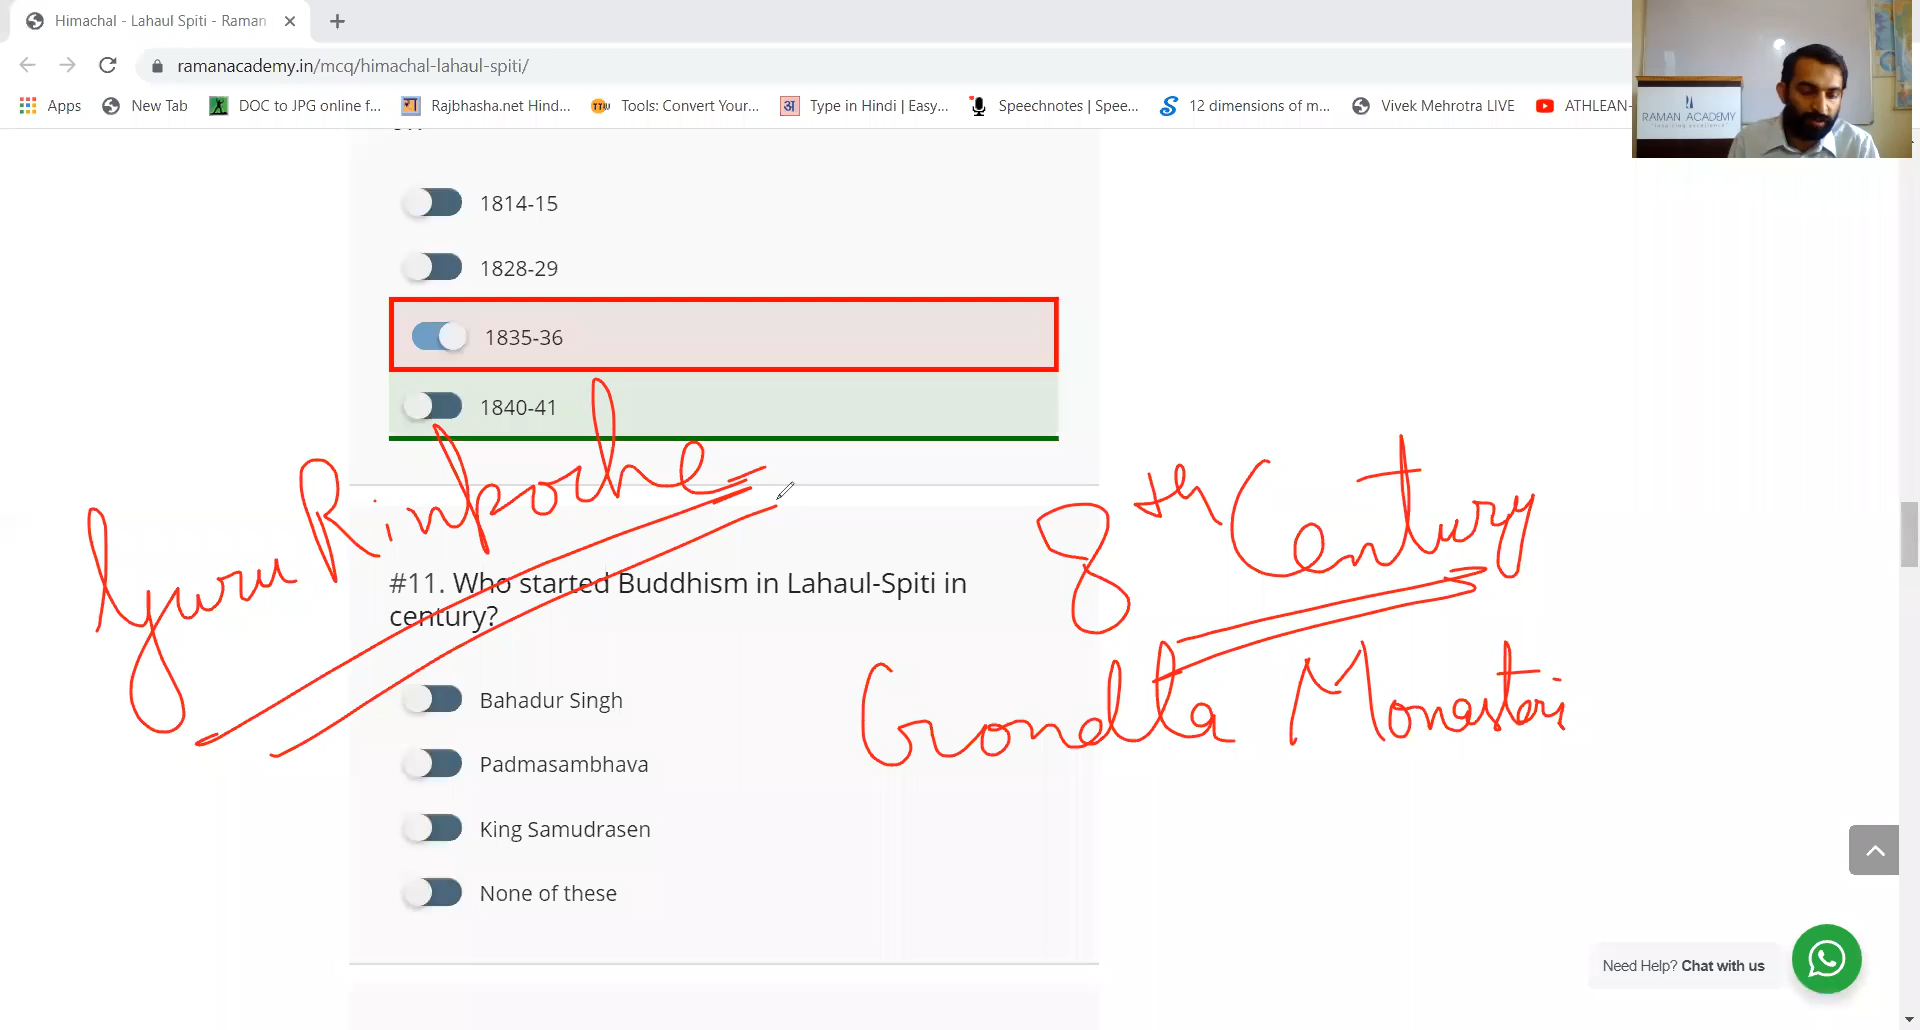 Himachal - Lahaul Spiti - Raman
ramanacademy.in/mcq/himachal-lahaul-spiti/
Apps New Tab DOC to JPG online f... Rajbhasha.net Hind... Tools: Convert Your... Type in Hindi | Easy... Speechnotes | Spee... 12 dimensions of m... Vivek Mehrotra LIVE ATHLEAN-
RAMAN ACADEMY
1814-15
1828-29
1835-36
1840-41
Guru Rinpoche
8th Century
#11. Who started Buddhism in Lahaul-Spiti in
century?
Gondla Monastery
Bahadur Singh
Padmasambhava
King Samudrasen
None of these
Need Help? Chat with us